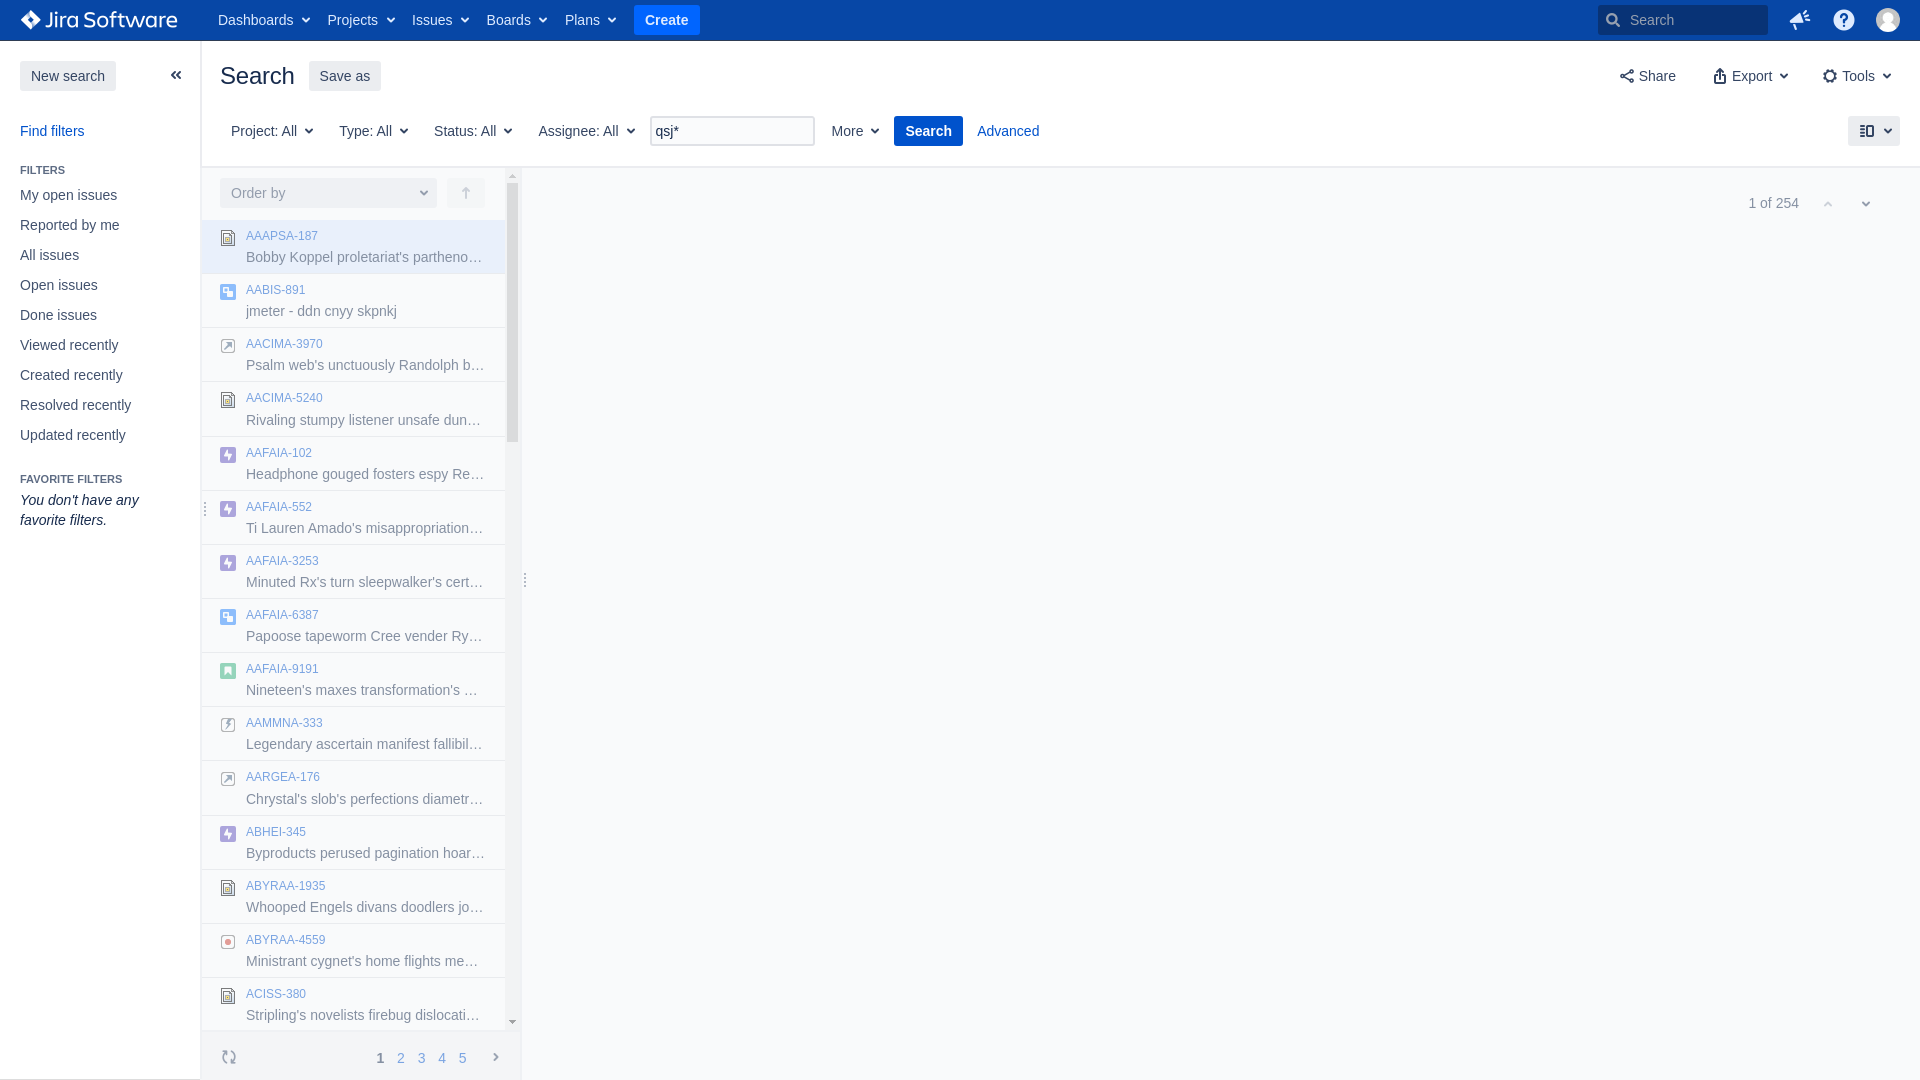 Jira Software
Dashboards Projects Issues Boards Plans Create Search
New search
Search Save as Share Export Tools
Find filters
Project: All Type: All Status: All Assignee: All qsj* More Search Advanced
FILTERS
My open issues
Reported by me
All issues
Open issues
Done issues
Viewed recently
Created recently
Resolved recently
Updated recently
FAVORITE FILTERS
You don't have any
favorite filters.
Order by
1 of 254
AAAPSA-187
Bobby Koppel proletariat's partheno…
AABIS-891
jmeter - ddn cnyy skpnkj
AACIMA-3970
Psalm web's unctuously Randolph b…
AACIMA-5240
Rivaling stumpy listener unsafe dun…
AAFAIA-102
Headphone gouged fosters espy Re…
AAFAIA-552
Ti Lauren Amado's misappropriation…
AAFAIA-3253
Minuted Rx's turn sleepwalker's cert…
AAFAIA-6387
Papoose tapeworm Cree vender Ry…
AAFAIA-9191
Nineteen's maxes transformation's …
AAMMNA-333
Legendary ascertain manifest fallibil…
AARGEA-176
Chrystal's slob's perfections diametr…
ABHEI-345
Byproducts perused pagination hoar…
ABYRAA-1935
Whooped Engels divans doodlers jo…
ABYRAA-4559
Ministrant cygnet's home flights me…
ACISS-380
Stripling's novelists firebug dislocati…
1 2 3 4 5